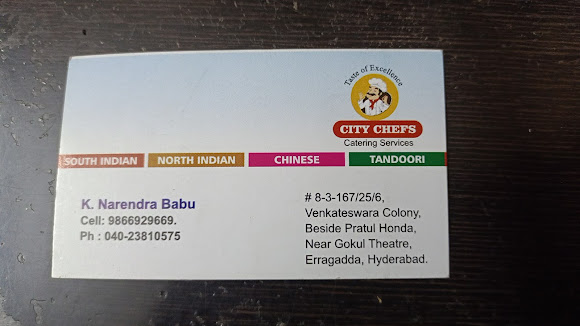 Taste of Excellence
CITY CHEFS
Catering Services
SOUTH INDIAN NORTH INDIAN CHINESE TANDOORI
K. Narendra Babu
Cell: 9866929669.
Ph : 040-23810575
# 8-3-167/25/6,
Venkateswara Colony,
Beside Pratul Honda,
Near Gokul Theatre,
Erragadda, Hyderabad.